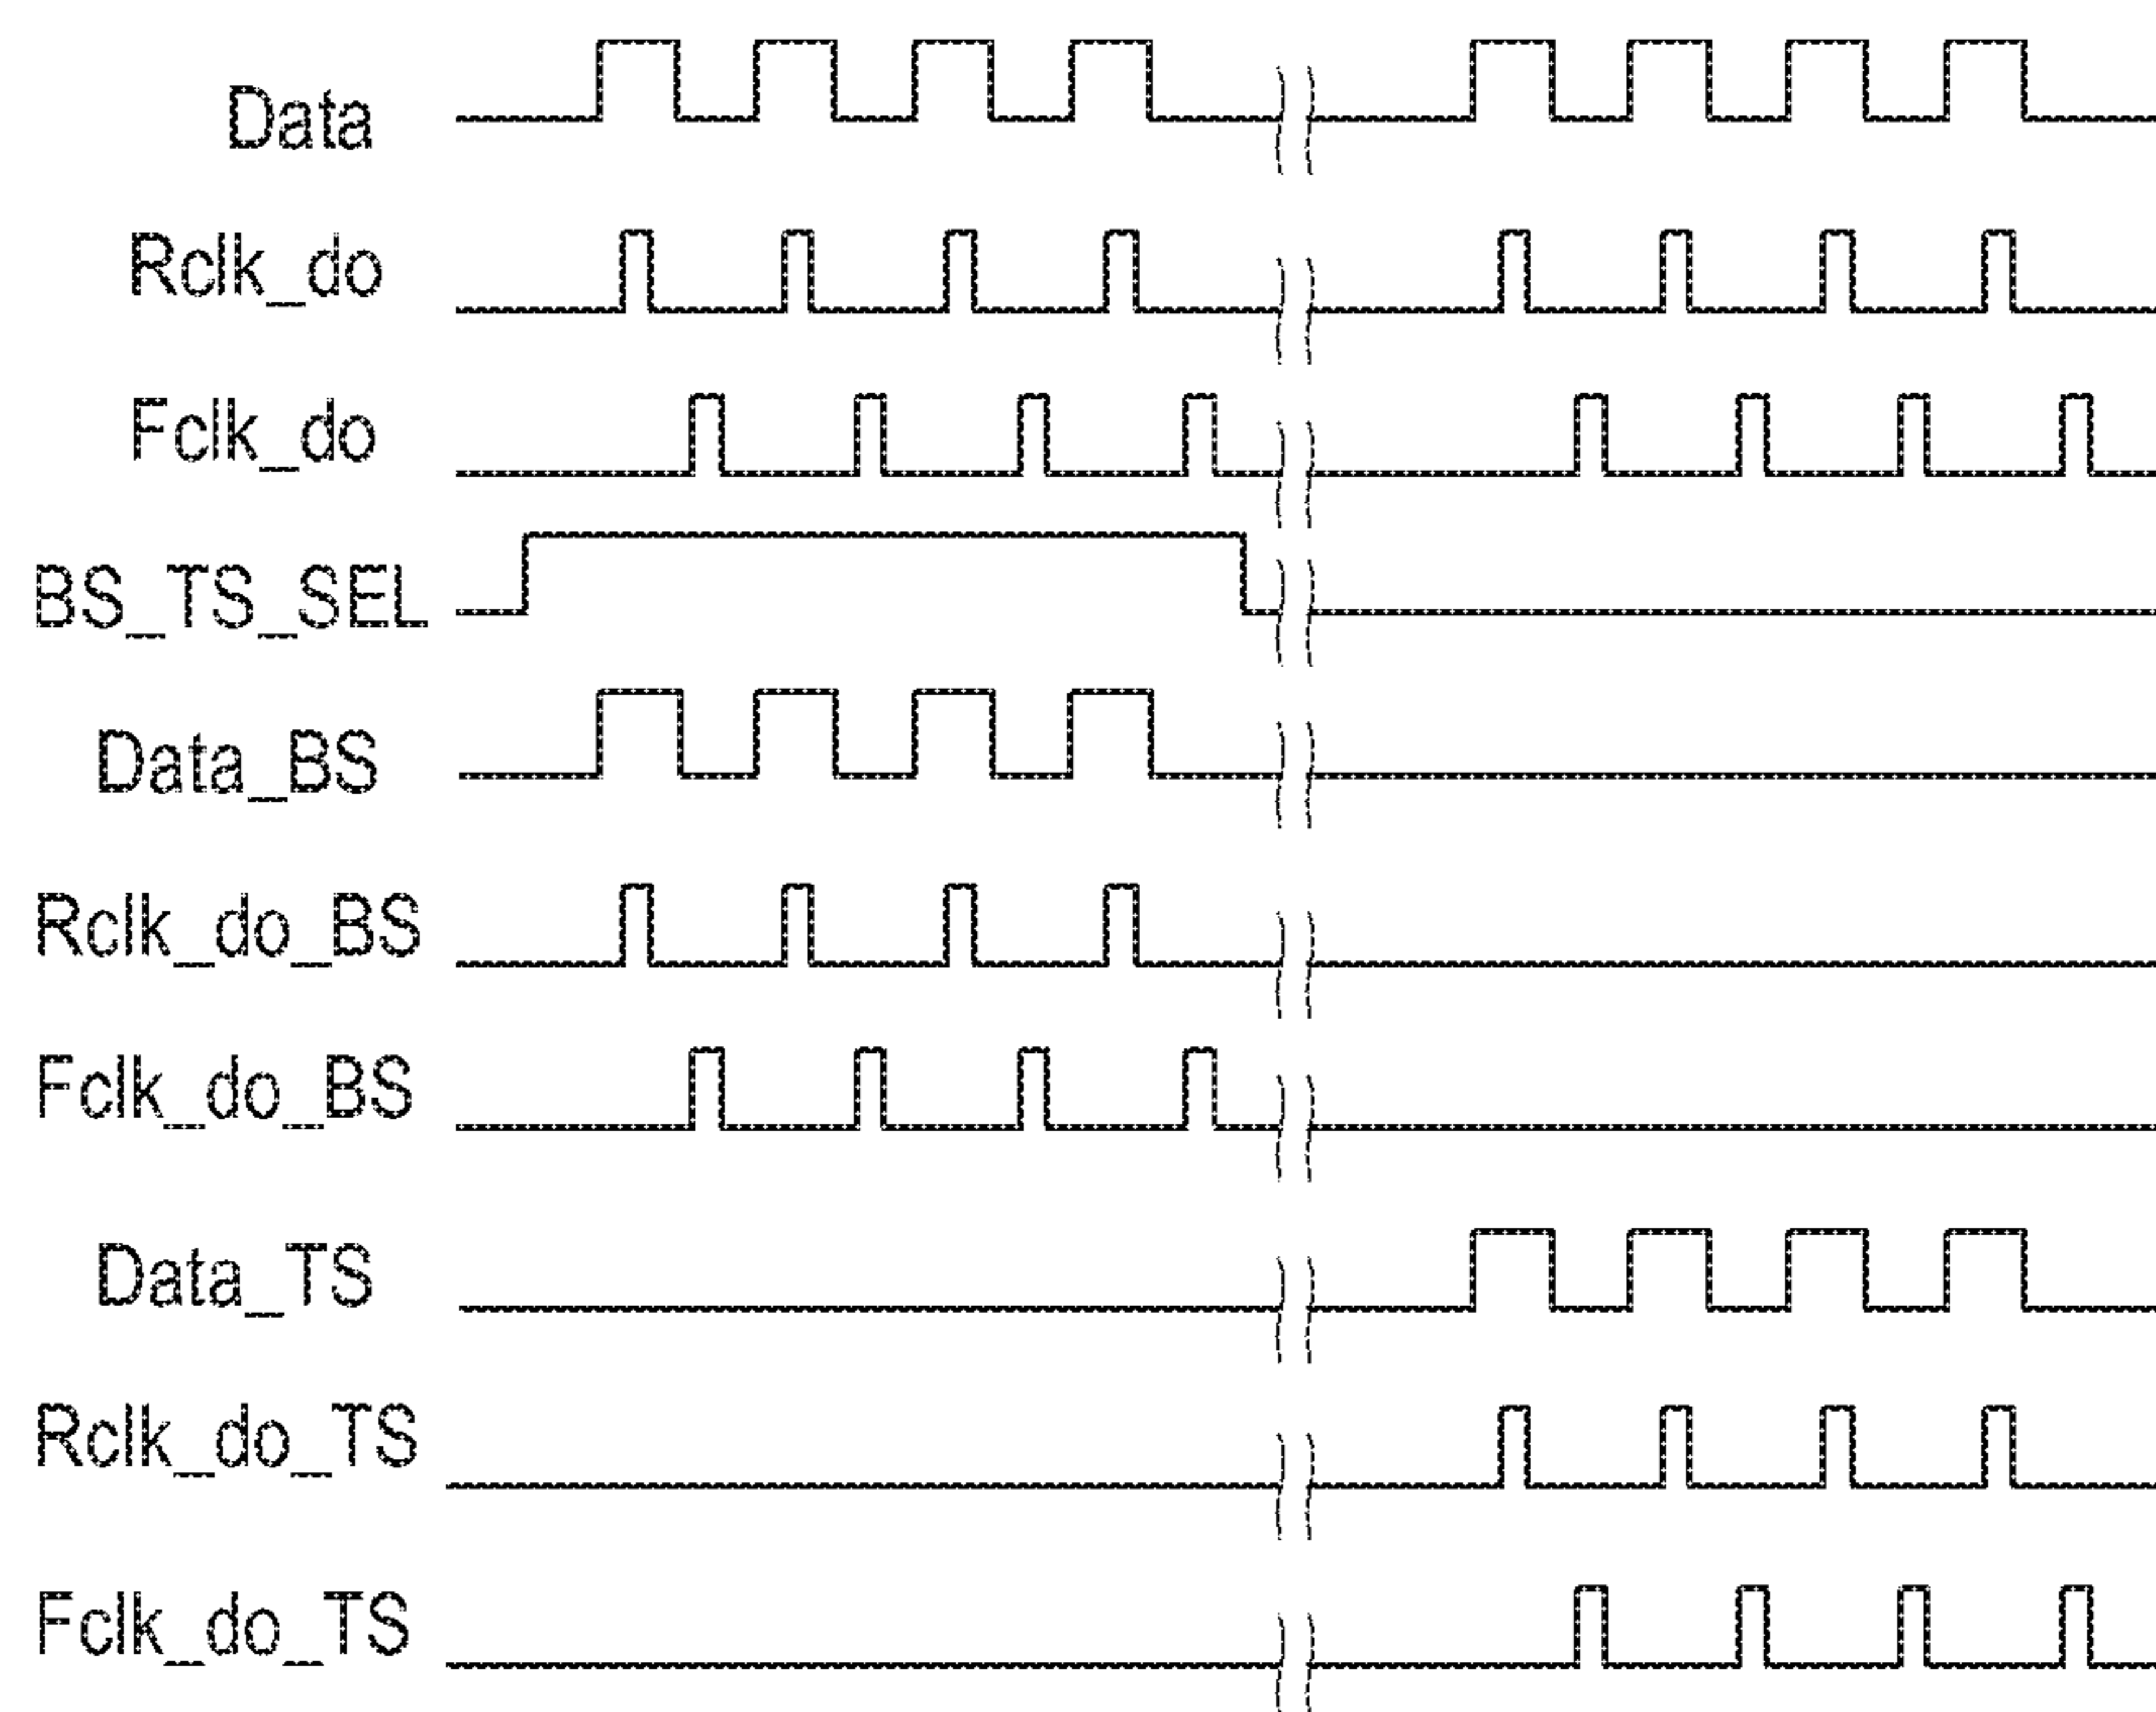 Data
Rclk_do
Fclk_do
BS_TS_SEL
Data_BS
Rclk_do_BS
Fclk_do_BS
Data_TS
Rclk_do_TS
Fclk_do_TS